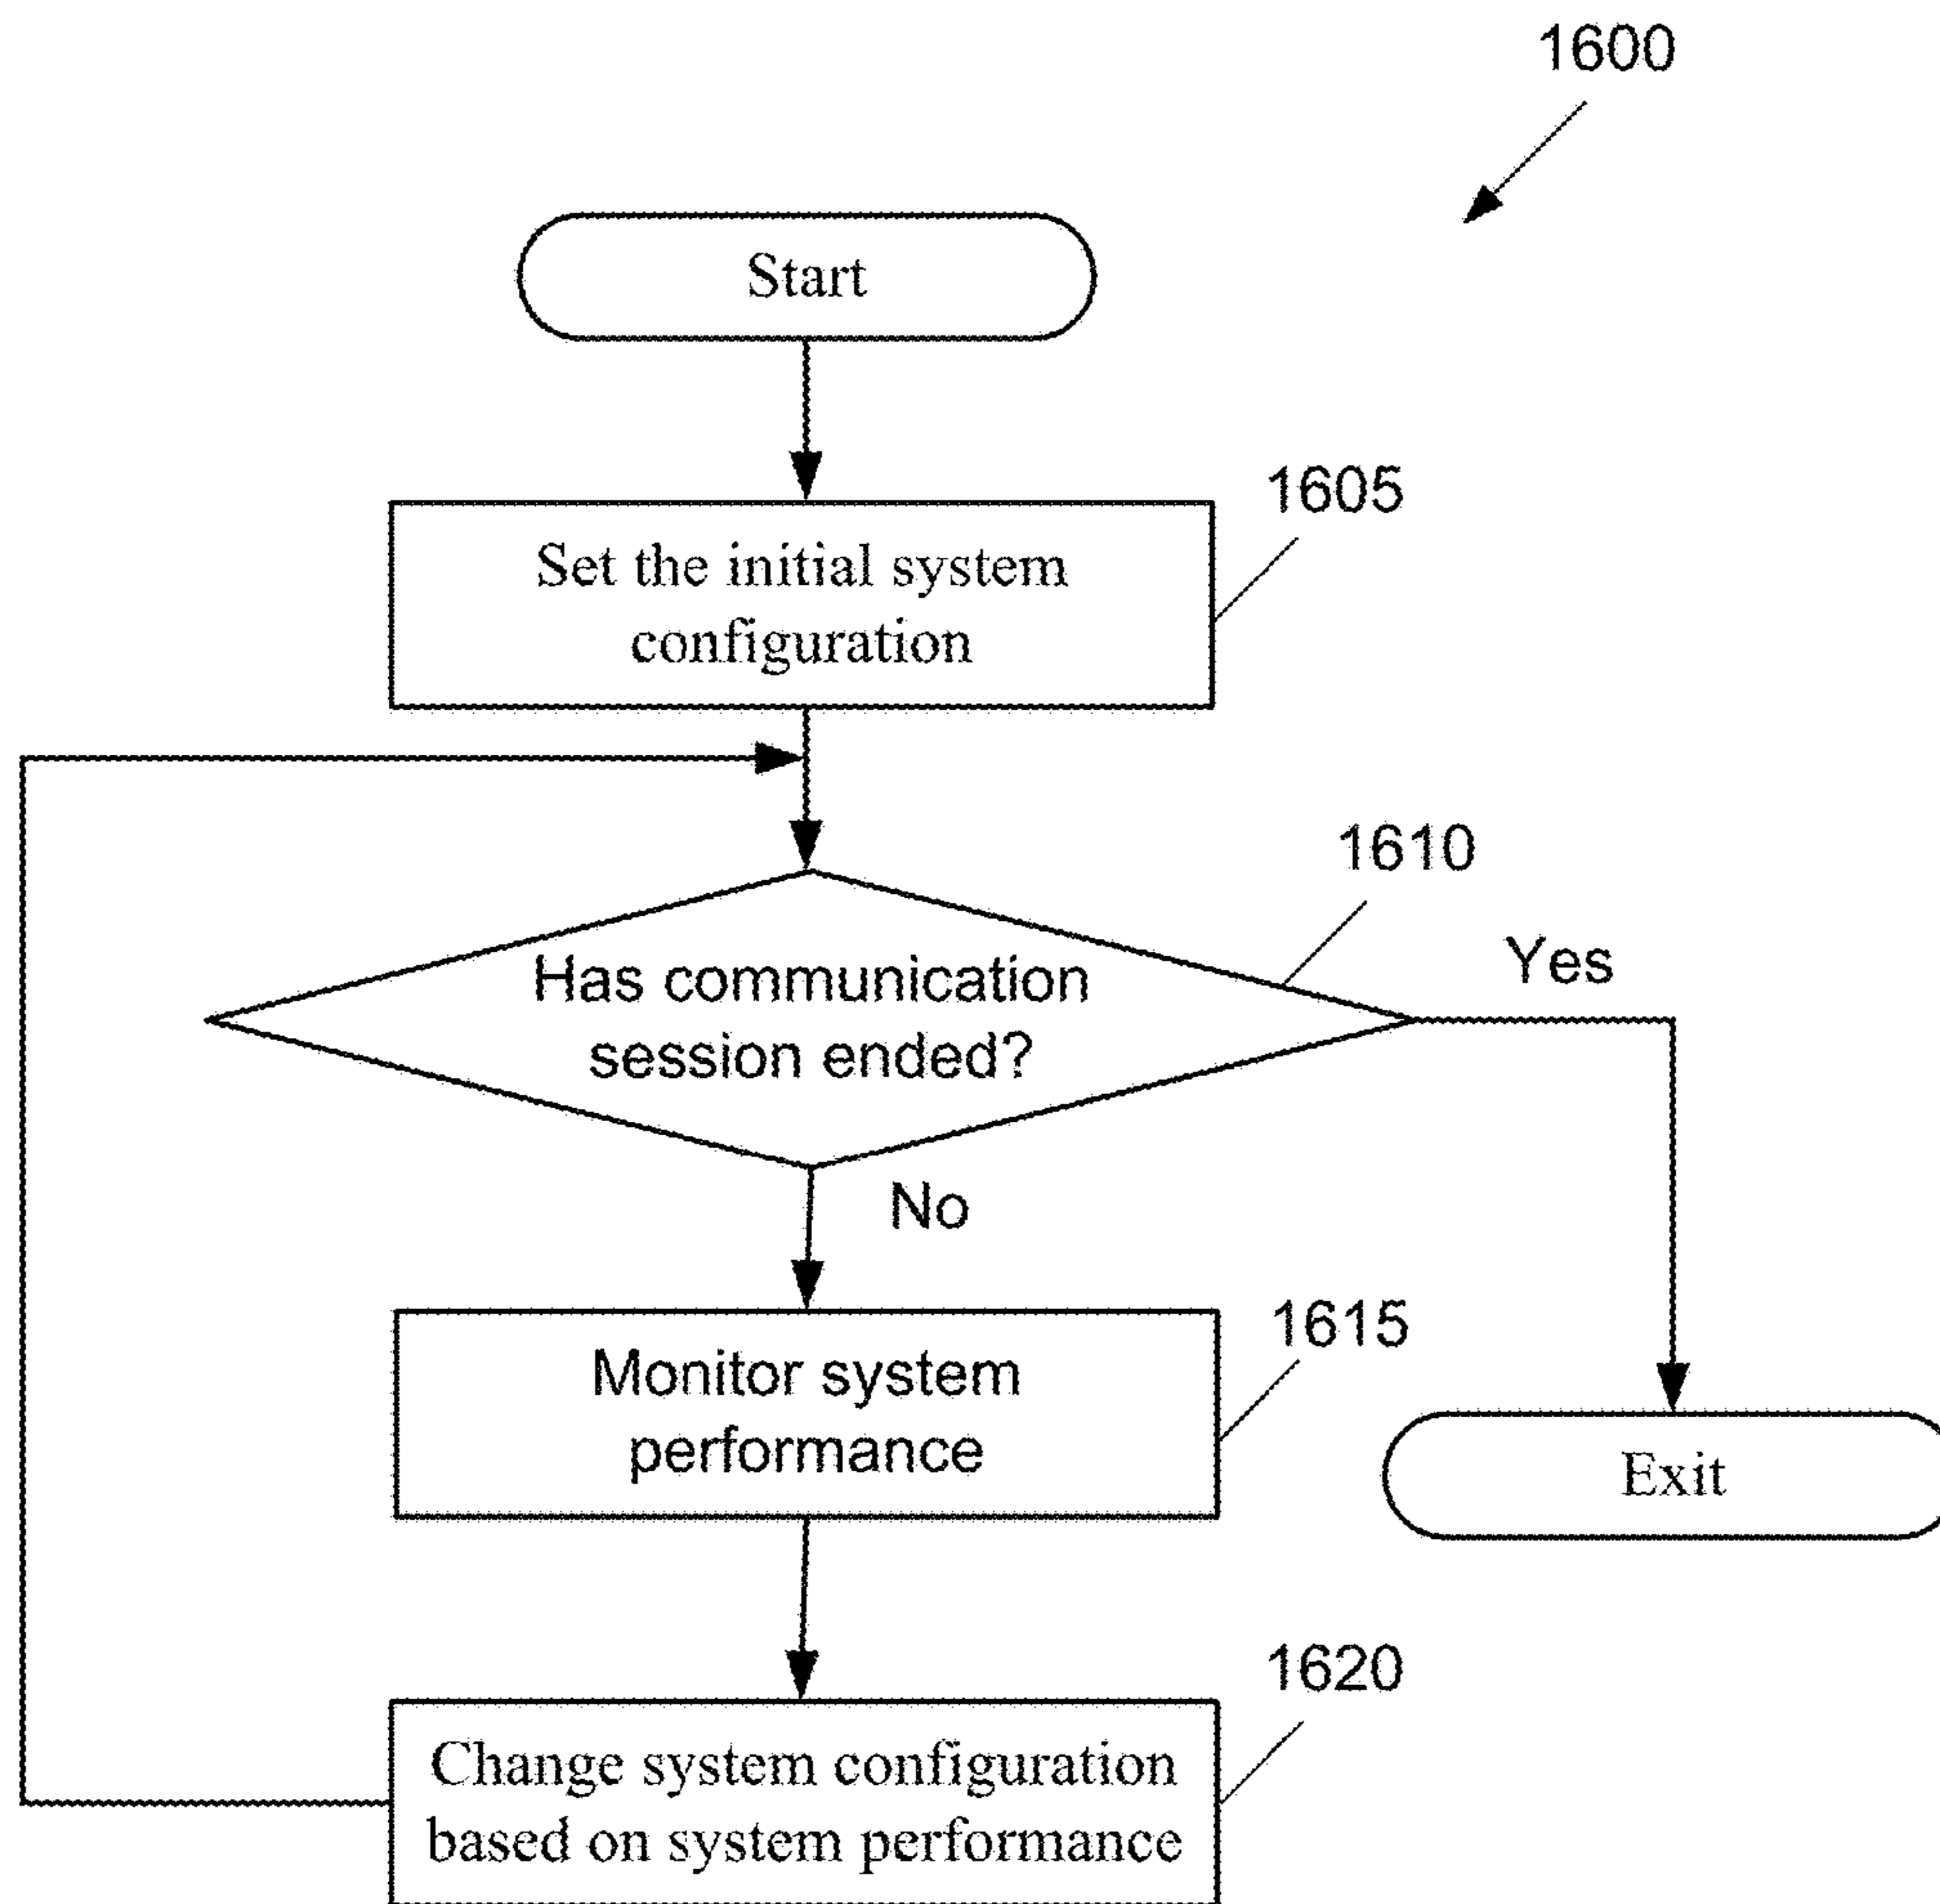 1600
Start
1605
Set the initial system
configuration
1610
Has communication
session ended?
Yes
No
1615
Monitor system
performance
Exit
1620
Change system configuration
based on system performance